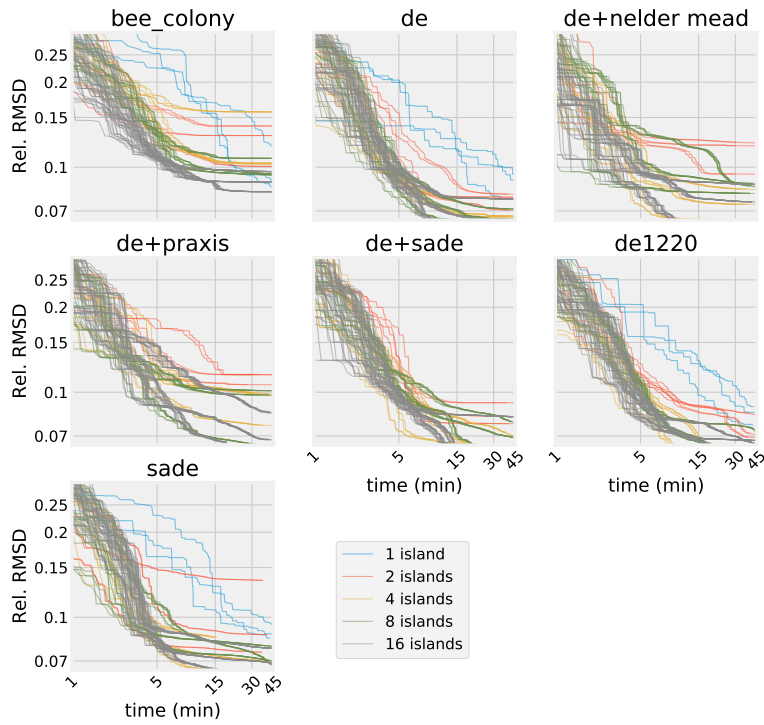 bee_colony
de
de+nelder mead
Rel. RMSD
0.25
0.2
0.15
0.1
0.07
de+praxis
de+sade
de1220
Rel. RMSD
0.25
0.2
0.15
0.1
0.07
1 5 15 30 45
time (min)
1 5 15 30 45
time (min)
sade
Rel. RMSD
0.25
0.2
0.15
0.1
0.07
1 5 15 30 45
time (min)
1 island
2 islands
4 islands
8 islands
16 islands